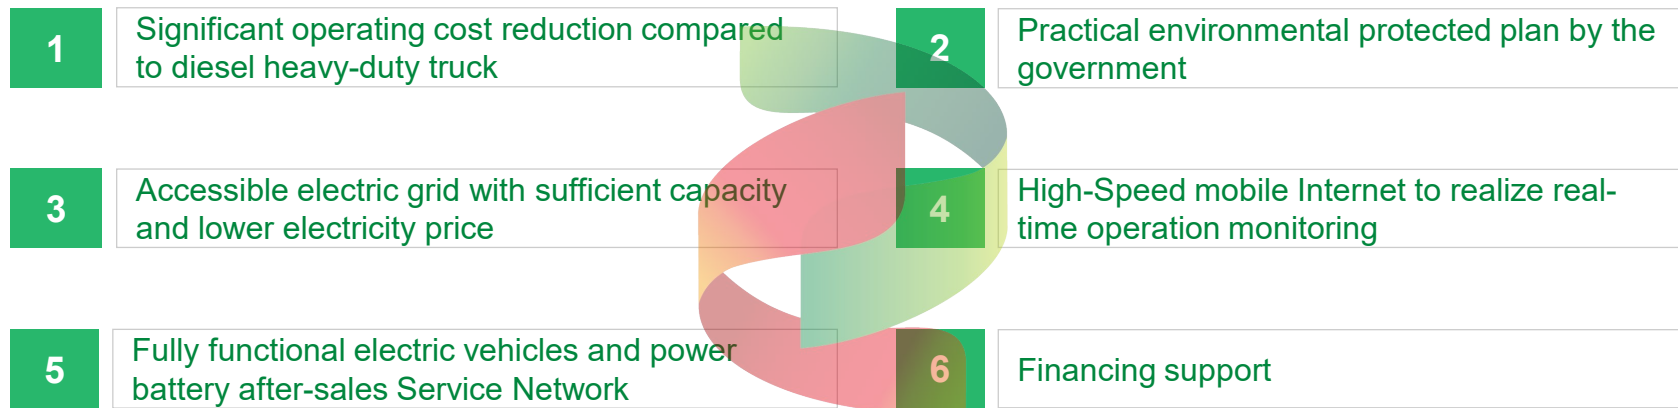 1
Significant operating cost reduction compared
to diesel heavy-duty truck
2
Practical environmental protected plan by the
government
3
Accessible electric grid with sufficient capacity
and lower electricity price
4
High-Speed mobile Internet to realize real-
time operation monitoring
5
Fully functional electric vehicles and power
battery after-sales Service Network
6
Financing support